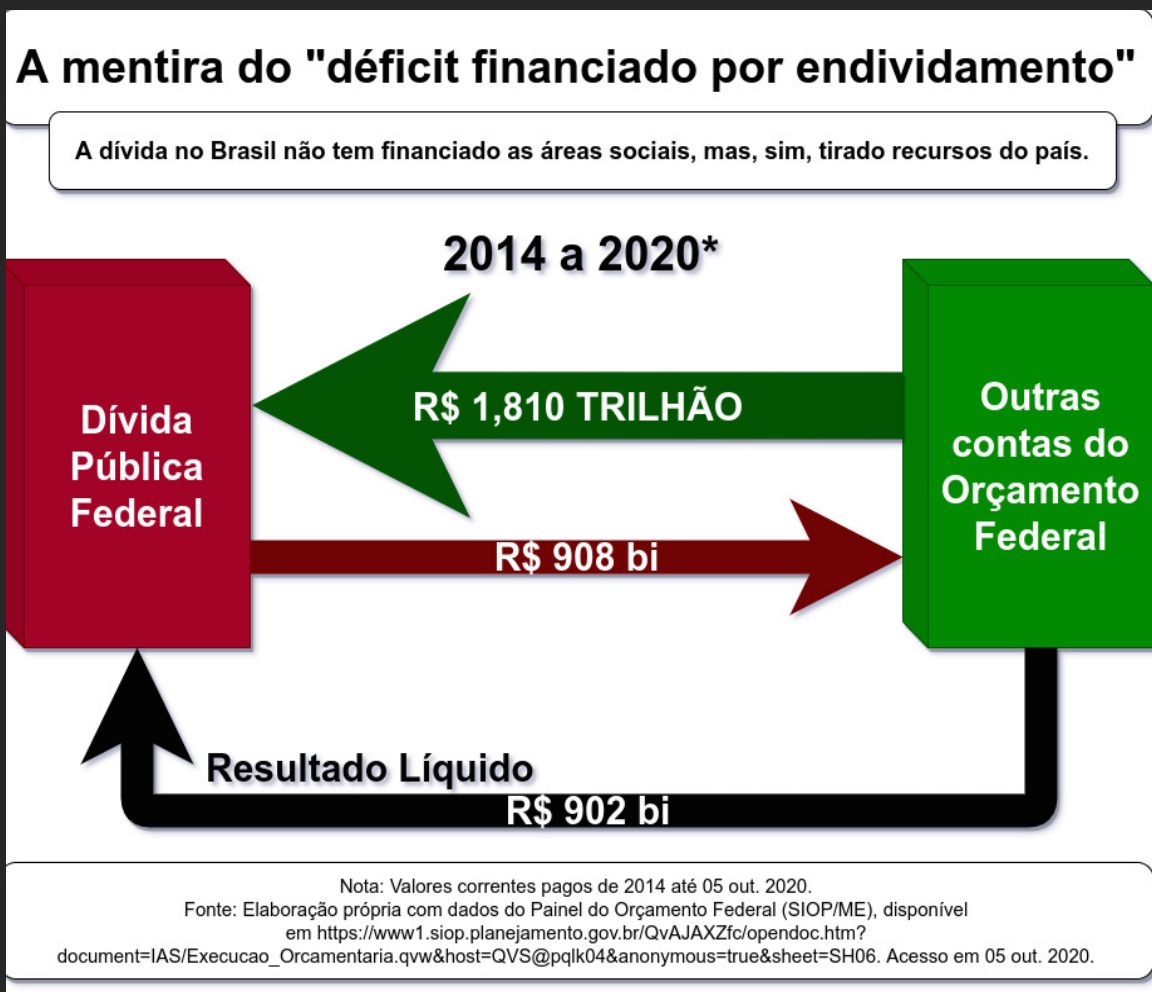 A mentira do "déficit financiado por endividamento"
A dívida no Brasil não tem financiado as áreas sociais, mas, sim, tirado recursos do país.
2014 a 2020*
Dívida
Pública
Federal
R$ 1,810 TRILHÃO
R$ 908 bi
Outras
contas do
Orçamento
Federal
Resultado Líquido
R$ 902 bi
Nota: Valores correntes pagos de 2014 até 05 out. 2020.
Fonte: Elaboração própria com dados do Painel do Orçamento Federal (SIOP/ME), disponível
em https://www1.siop.planejamento.gov.br/QvAJAXZfc/opendoc.htm?
document=IAS/Execucao_Orcamentaria.qvw&host=QVS@pqlk04&anonymous=true&sheet=SH06. Acesso em 05 out. 2020.